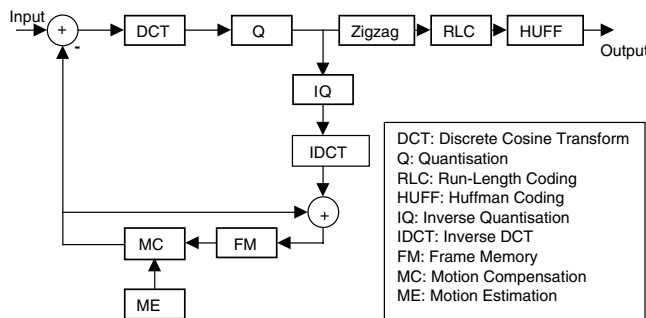 Input
+
-
DCT
Q
Zigzag
RLC
HUFF
Output
IQ
IDCT
+
MC
FM
ME
DCT: Discrete Cosine Transform
Q: Quantisation
RLC: Run-Length Coding
HUFF: Huffman Coding
IQ: Inverse Quantisation
IDCT: Inverse DCT
FM: Frame Memory
MC: Motion Compensation
ME: Motion Estimation